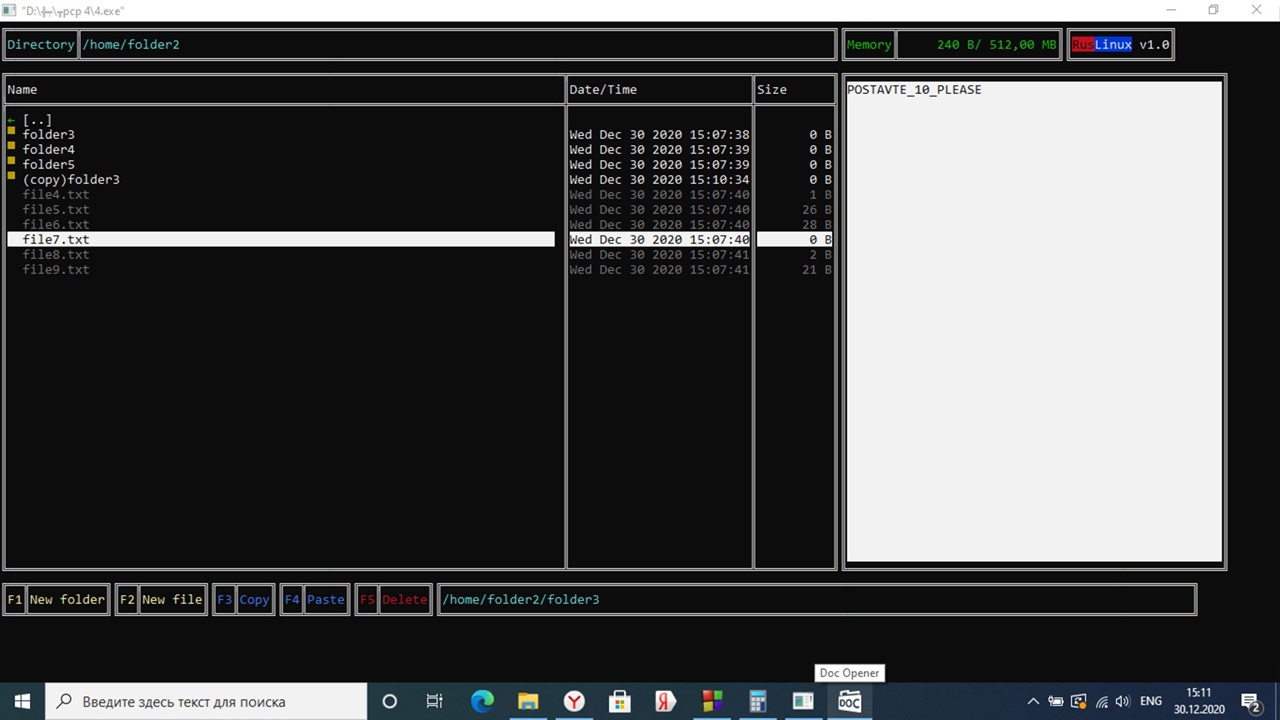 "D:\╠╬╥рср 4\4.exe"
Directory /home/folder2 Memory 240 B/ 512,00 MB RusLinux v1.0
Name Date/Time Size POSTAVTE_10_PLEASE
← [..]
folder3 Wed Dec 30 2020 15:07:38 0 B
folder4 Wed Dec 30 2020 15:07:39 0 B
folder5 Wed Dec 30 2020 15:07:39 0 B
(copy)folder3 Wed Dec 30 2020 15:10:34 0 B
file4.txt Wed Dec 30 2020 15:07:40 1 B
file5.txt Wed Dec 30 2020 15:07:40 26 B
file6.txt Wed Dec 30 2020 15:07:40 28 B
file7.txt Wed Dec 30 2020 15:07:40 0 B
file8.txt Wed Dec 30 2020 15:07:41 2 B
file9.txt Wed Dec 30 2020 15:07:41 21 B
F1 New folder F2 New file F3 Copy F4 Paste F5 Delete /home/folder2/folder3
Doc Opener
Введите здесь текст для поиска
DOC
ENG
15:11
30.12.2020
2